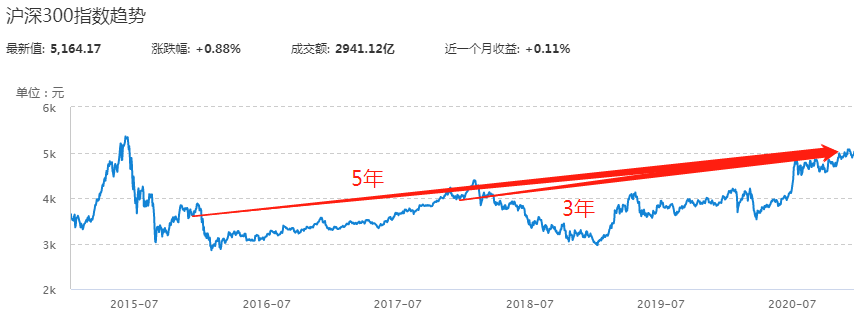 沪深300指数趋势
最新值: 5,164.17 涨跌幅: +0.88% 成交额: 2941.12亿 近一个月收益: +0.11%
单位：元
6k
5k
4k
3k
2k
5年
3年
2015-07 2016-07 2017-07 2018-07 2019-07 2020-07